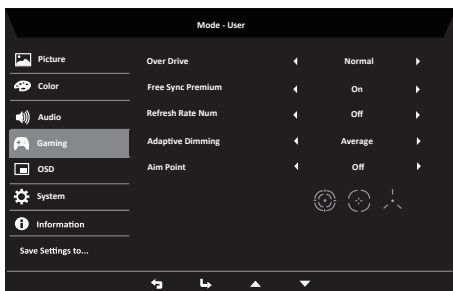 Mode - User
Picture
Color
Audio
Gaming
OSD
System
Information
Save Settings to...
Over Drive Normal
Free Sync Premium On
Refresh Rate Num Off
Adaptive Dimming Average
Aim Point Off